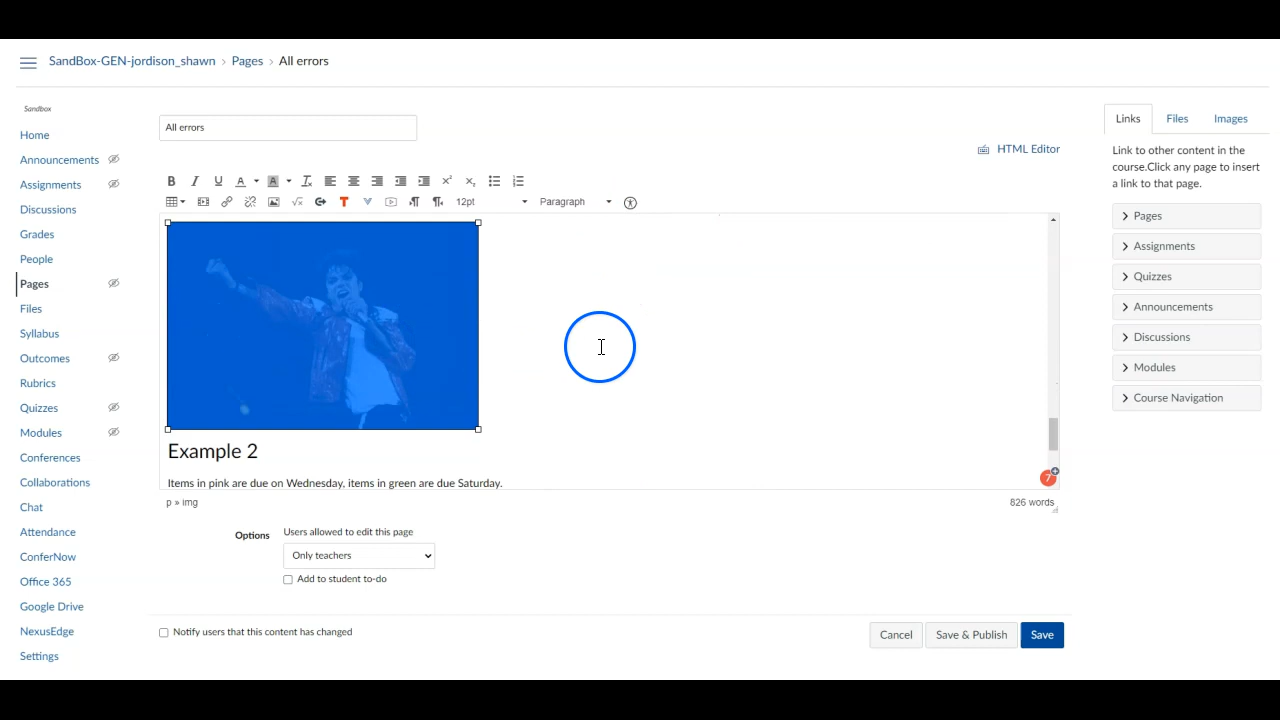 SandBox-GEN-jordison_shawn › Pages › All errors
Sandbox
Home
Announcements
Assignments
Discussions
Grades
People
Pages
Files
Syllabus
Outcomes
Rubrics
Quizzes
Modules
Conferences
Collaborations
Chat
Attendance
ConferNow
Office 365
Google Drive
NexusEdge
Settings
All errors
HTML Editor
12pt Paragraph
Example 2
Items in pink are due on Wednesday, items in green are due Saturday.
7
p » img
826 words
Options
Users allowed to edit this page
Only teachers
Add to student to-do
Notify users that this content has changed
Cancel Save & Publish Save
Links Files Images
Link to other content in the
course.Click any page to insert
a link to that page.
Pages
Assignments
Quizzes
Announcements
Discussions
Modules
Course Navigation